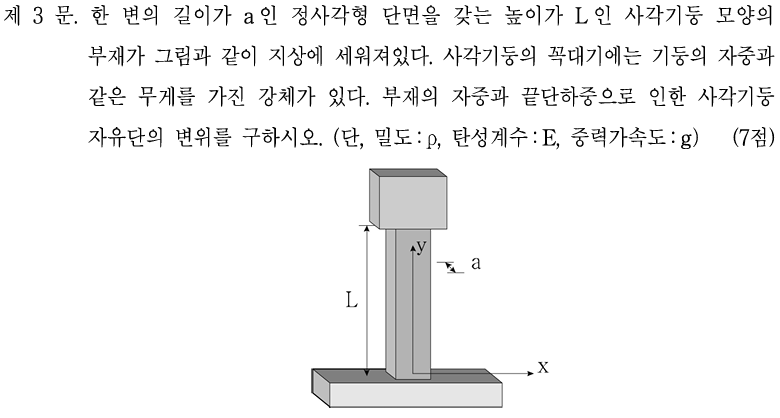 제 3 문. 한 변의 길이가 a인 정사각형 단면을 갖는 높이가 L인 사각기둥 모양의
부재가 그림과 같이 지상에 세워져있다. 사각기둥의 꼭대기에는 기둥의 자중과
같은 무게를 가진 강체가 있다. 부재의 자중과 끝단하중으로 인한 사각기둥
자유단의 변위를 구하시오. (단, 밀도:ρ, 탄성계수:E, 중력가속도:g) (7점)
y
a
L
x